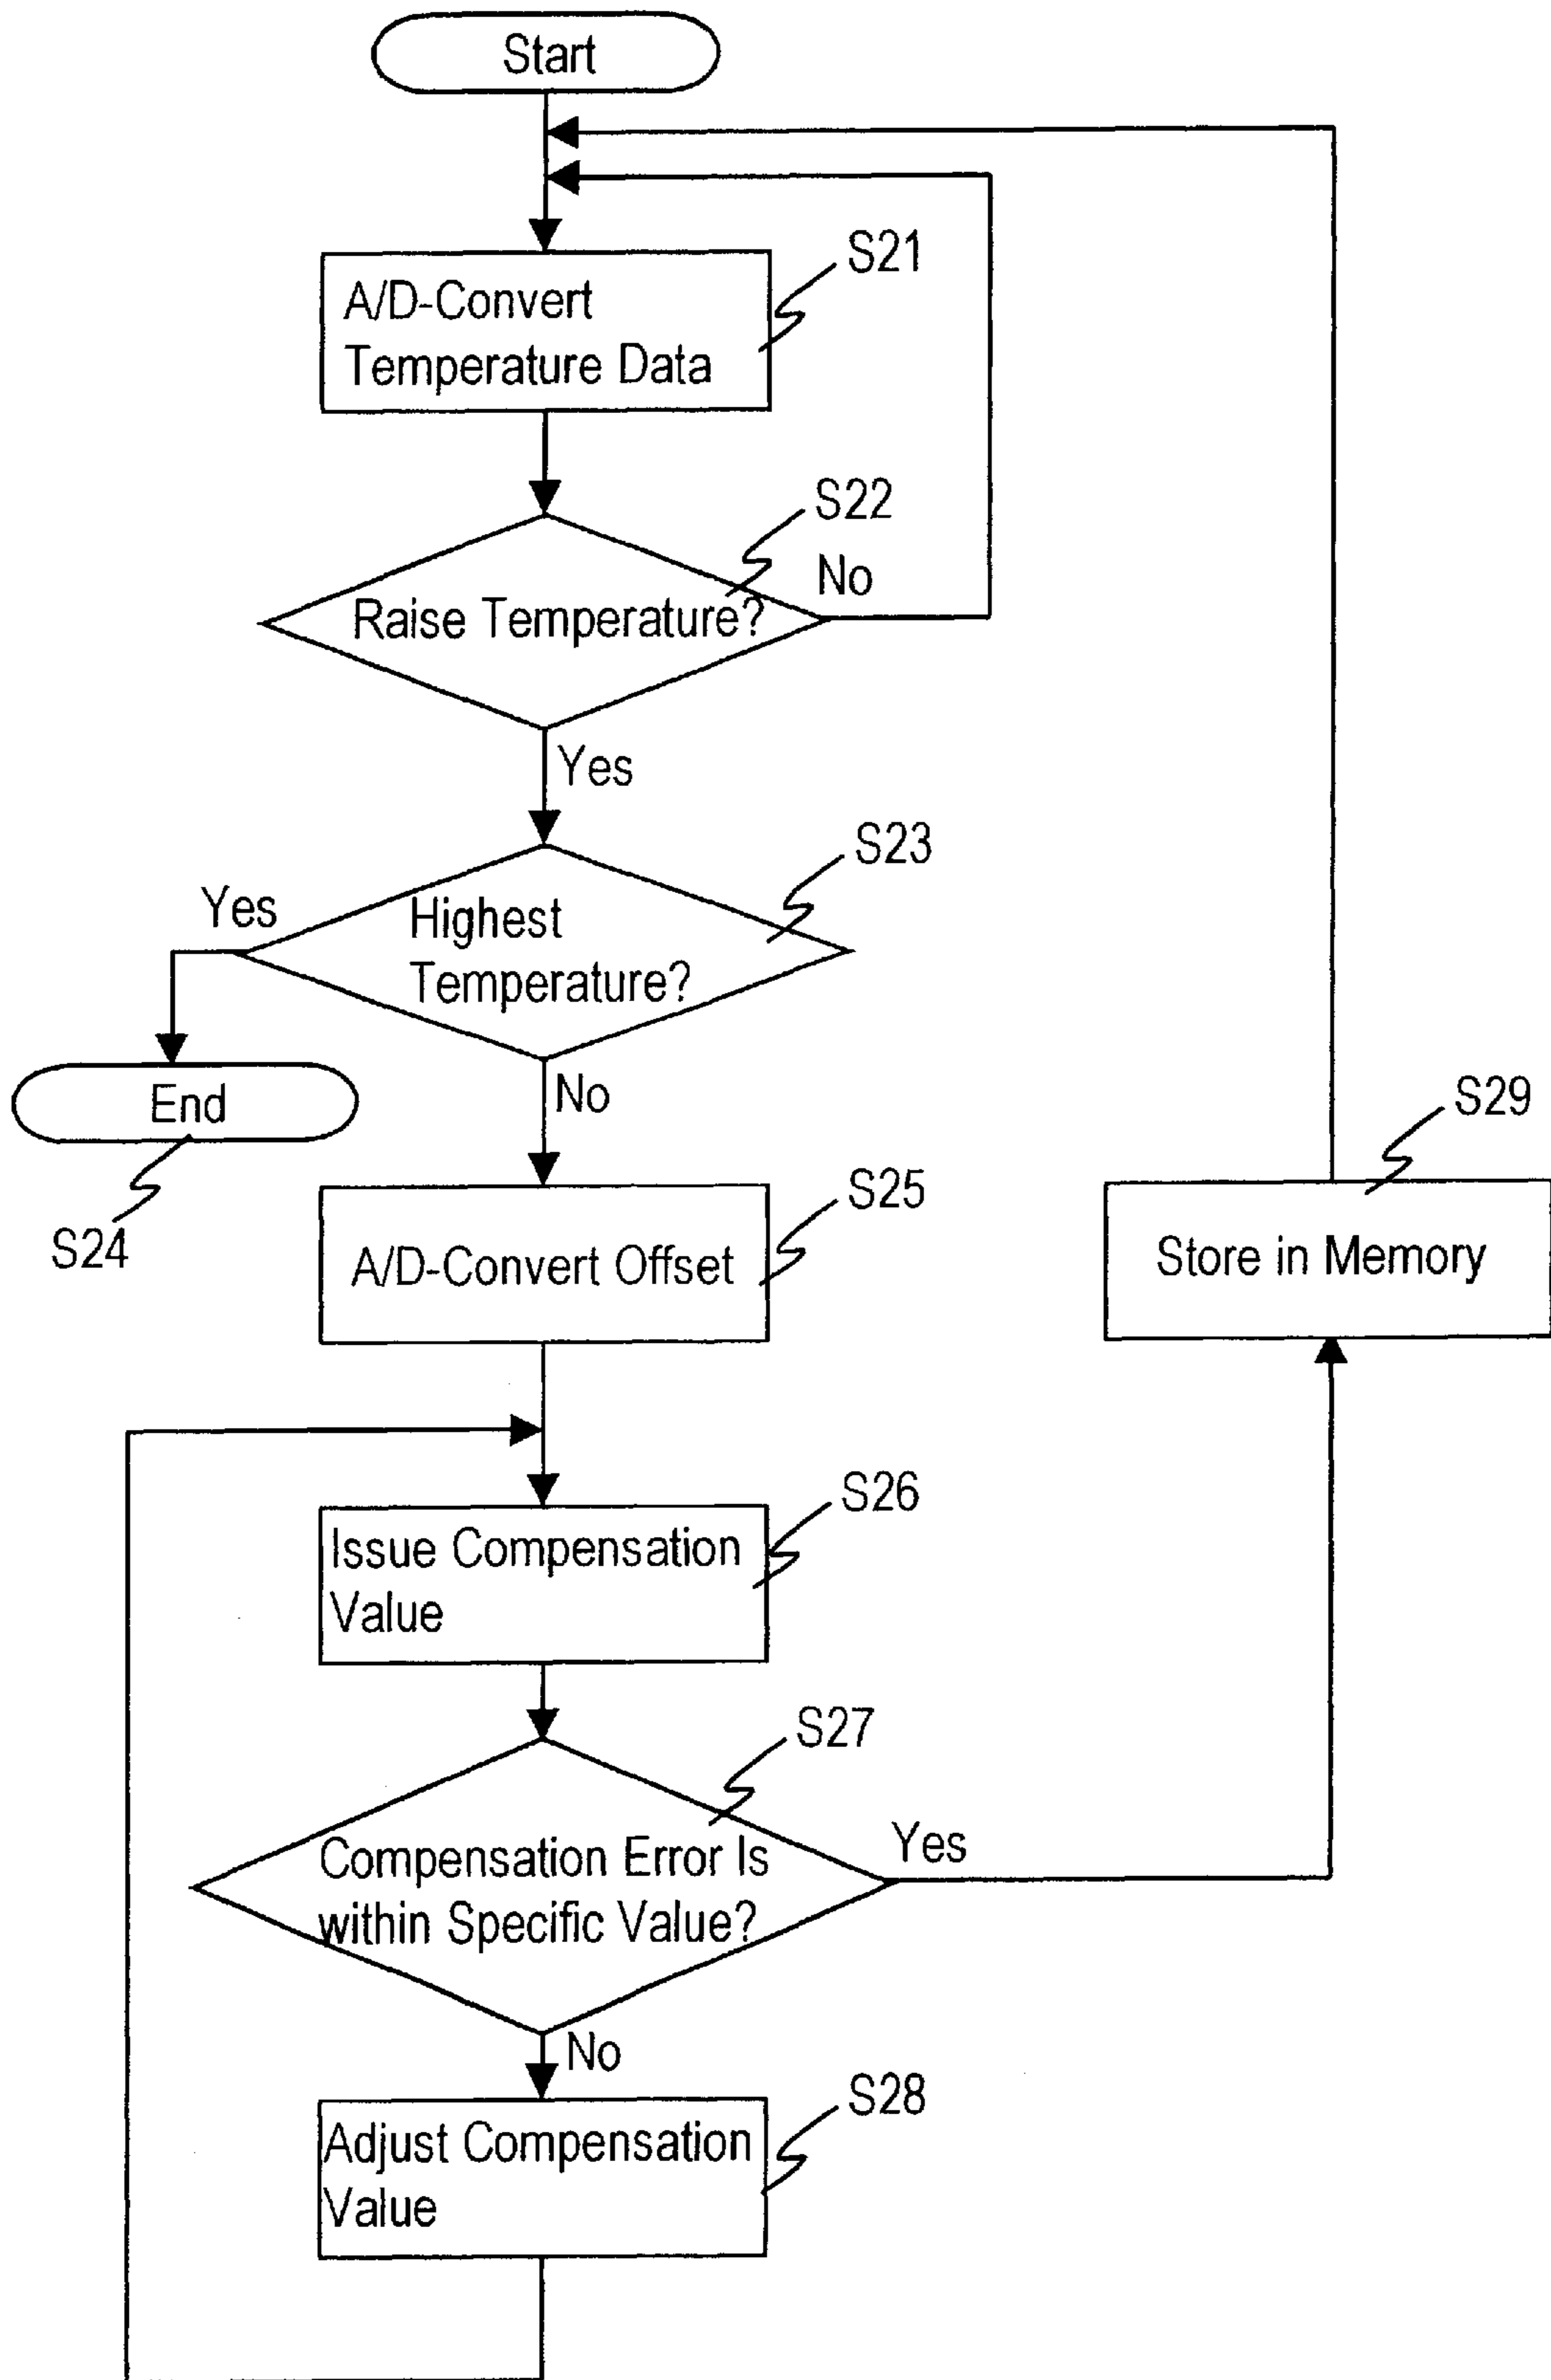 Start
S21
A/D-Convert
Temperature Data
S22
No
Raise Temperature?
Yes
S23
Yes
Highest
Temperature?
End
No
S29
S24
S25
A/D-Convert Offset
Store in Memory
S26
Issue Compensation
Value
S27
Yes
Compensation Error Is
within Specific Value?
No
S28
Adjust Compensation
Value